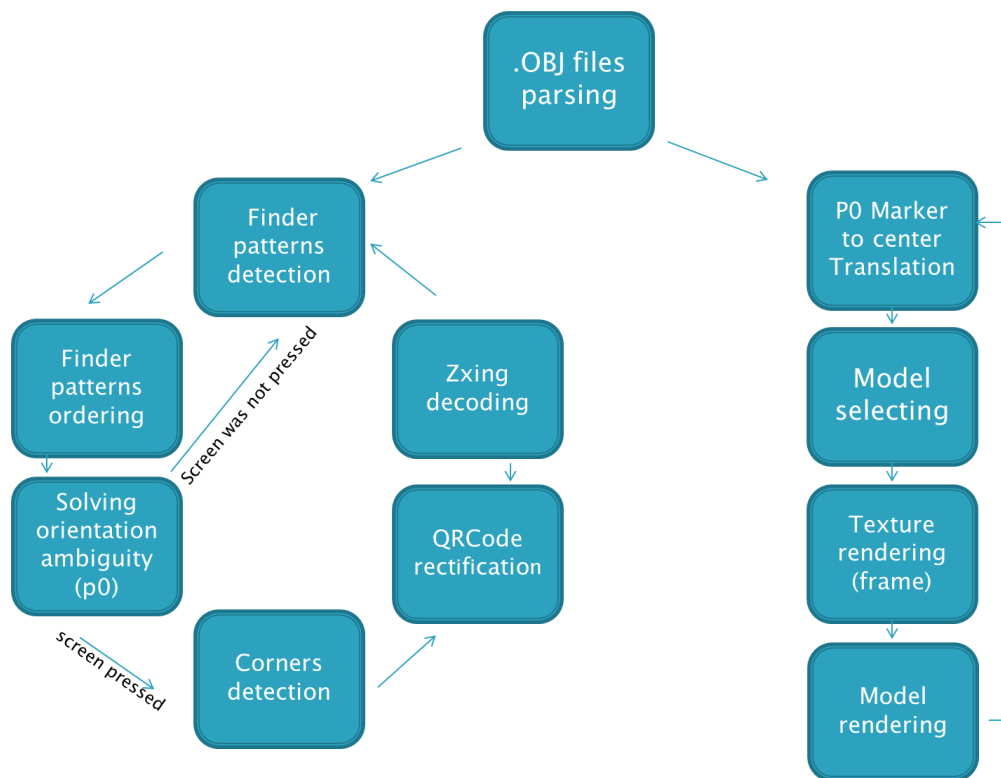 .OBJ files
parsing
Finder
patterns
detection
P0 Marker
to center
Translation
Finder
patterns
ordering
Screen was not pressed
Zxing
decoding
Model
selecting
Solving
orientation
ambiguity
(p0)
QRCode
rectification
Texture
rendering
(frame)
screen pressed
Corners
detection
Model
rendering